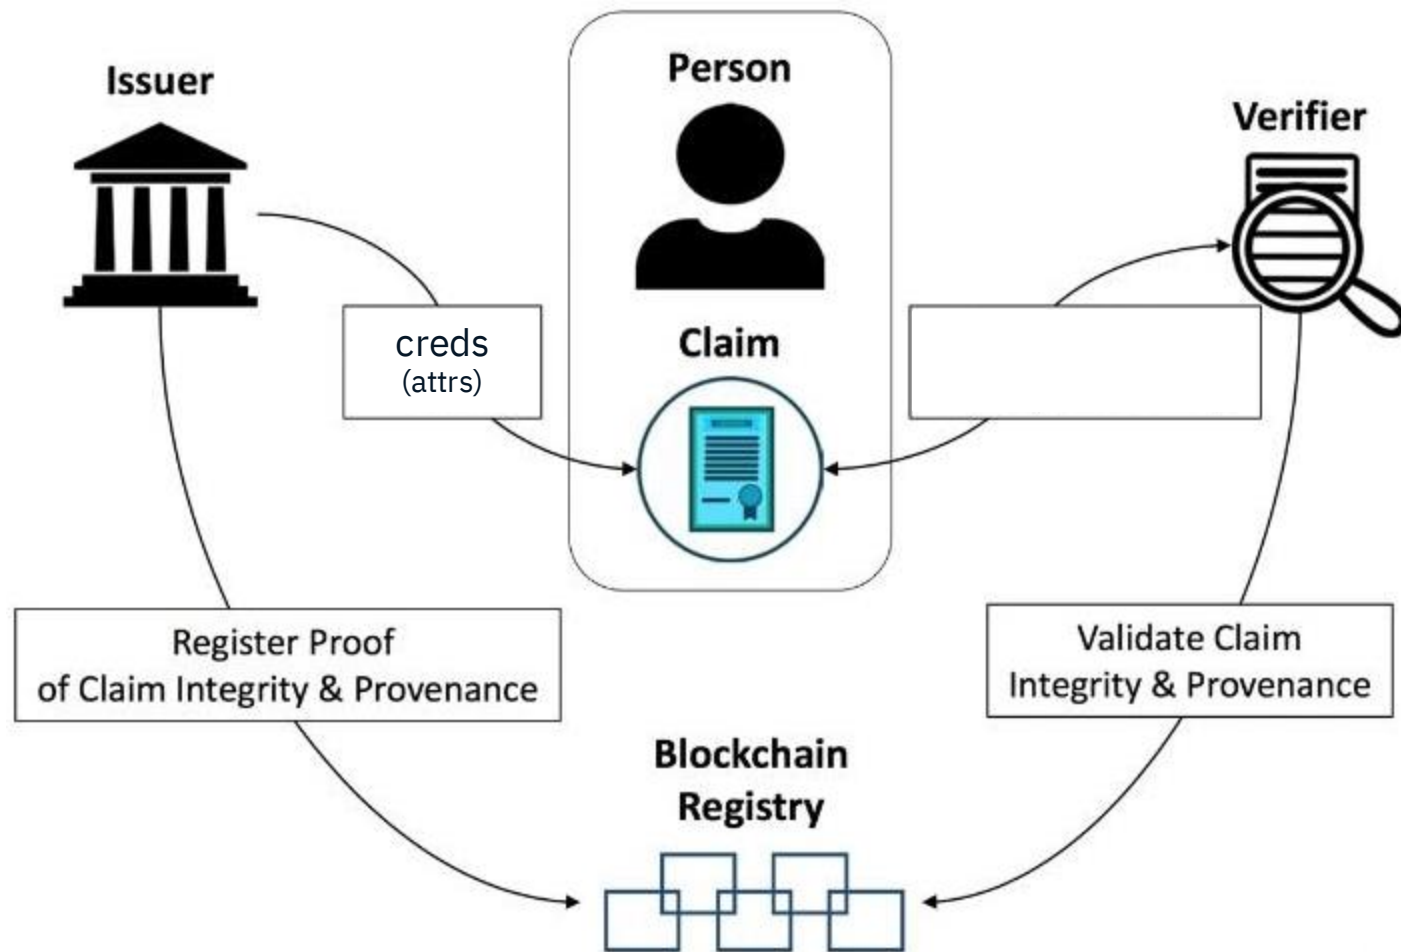 Issuer
Person
Verifier
Claim
creds
(attrs)
Register Proof
of Claim Integrity & Provenance
Validate Claim
Integrity & Provenance
Blockchain
Registry